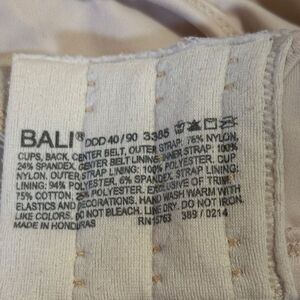 BALI® DDD 40/90 3385
CUPS, BACK, CENTER BELT, OUTER STRAP: 76% NYLON,
24% SPANDEX. CENTER BELT LINING, INNER STRAP: 100%
NYLON. OUTER STRAP LINING: 100% POLYESTER. CUP
LINING: 94% POLYESTER, 6% SPANDEX. STRAP LINING:
75% COTTON, 25% POLYESTER. EXCLUSIVE OF TRIM,
ELASTICS AND DECORATIONS. HAND WASH WARM WITH
LIKE COLORS. DO NOT BLEACH. LINE DRY. DO NOT IRON.
MADE IN HONDURAS RN15763 389 / 0214